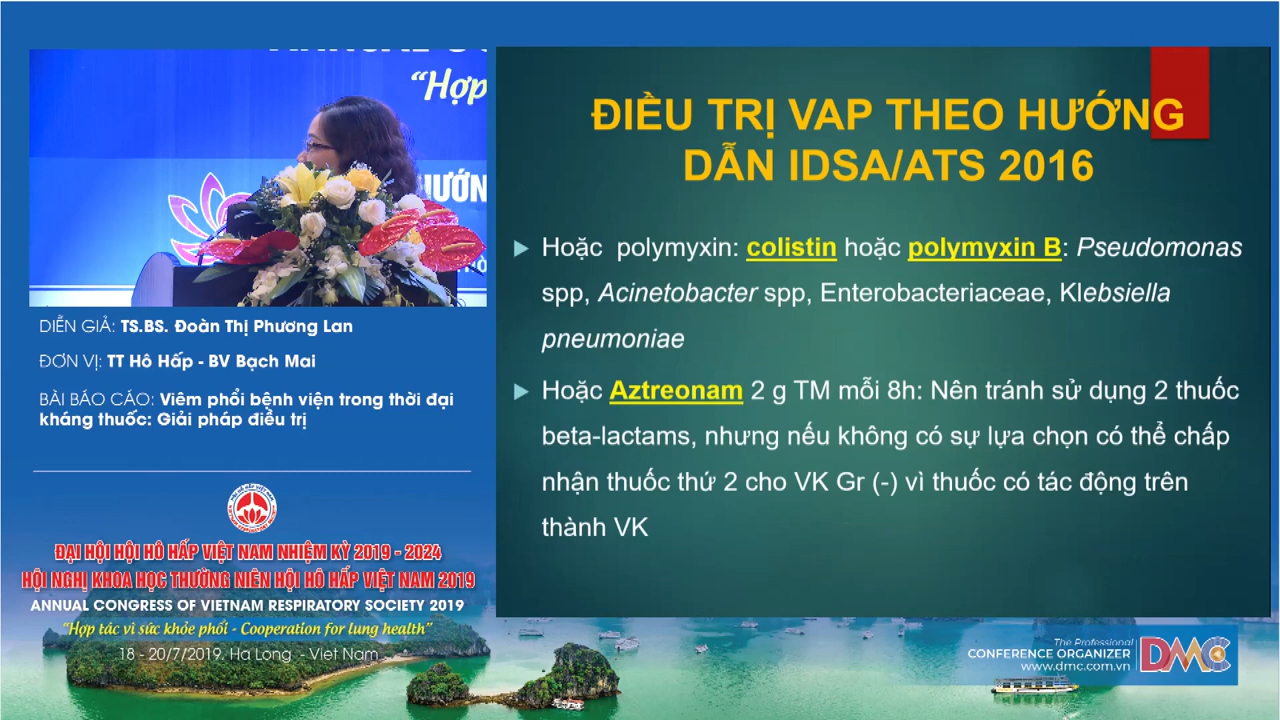 “Hợp
HƯỚN
DIỄN GIẢ: TS.BS. Đoàn Thị Phương Lan
ĐƠN VỊ: TT Hô Hấp - BV Bạch Mai
BÀI BÁO CÁO: Viêm phổi bệnh viện trong thời đại
kháng thuốc: Giải pháp điều trị
ĐẠI HỘI HỘI HÔ HẤP VIỆT NAM NHIỆM KỲ 2019 - 2024
HỘI NGHỊ KHOA HỌC THƯỜNG NIÊN HỘI HÔ HẤP VIỆT NAM 2019
ANNUAL CONGRESS OF VIETNAM RESPIRATORY SOCIETY 2019
“Hợp tác vì sức khỏe phổi - Cooperation for lung health”
18 - 20/7/2019. Ha Long - Viet Nam
ĐIỀU TRỊ VAP THEO HƯỚNG
DẪN IDSA/ATS 2016
Hoặc polymyxin: colistin hoặc polymyxin B: Pseudomonas
spp, Acinetobacter spp, Enterobacteriaceae, Klebsiella
pneumoniae
Hoặc Aztreonam 2 g TM mỗi 8h: Nên tránh sử dụng 2 thuốc
beta-lactams, nhưng nếu không có sự lựa chọn có thể chấp
nhận thuốc thứ 2 cho VK Gr (-) vì thuốc có tác động trên
thành VK
The Professional
CONFERENCE ORGANIZER
www.dmc.com.vn
DMC